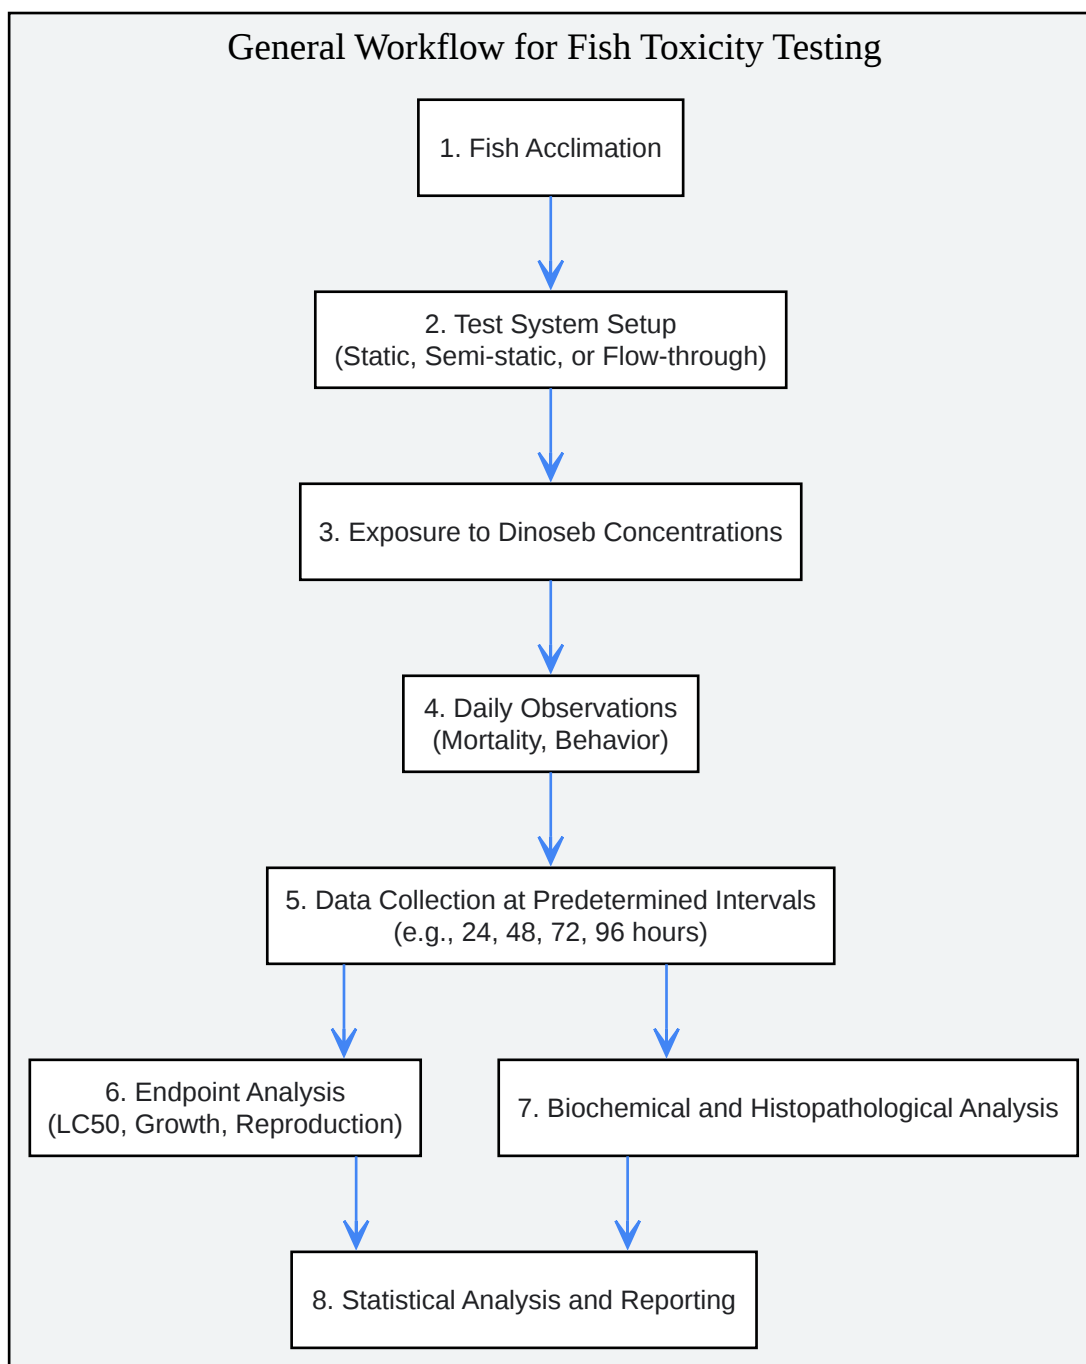 General Workflow for Fish Toxicity Testing
1. Fish Acclimation
2. Test System Setup
(Static, Semi-static, or Flow-through)
3. Exposure to Dinoseb Concentrations
4. Daily Observations
(Mortality, Behavior)
5. Data Collection at Predetermined Intervals
(e.g., 24, 48, 72, 96 hours)
6. Endpoint Analysis
(LC50, Growth, Reproduction)
7. Biochemical and Histopathological Analysis
8. Statistical Analysis and Reporting